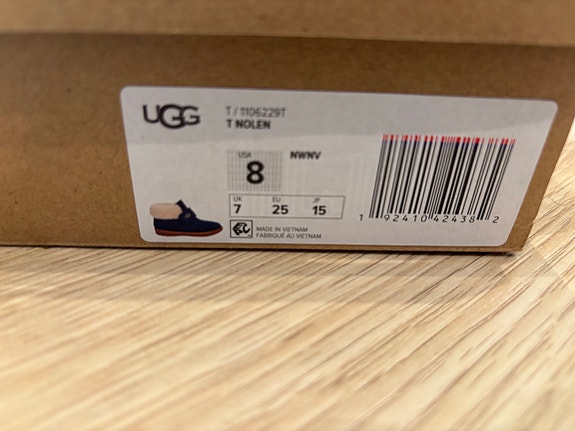 UGG
T / 1106229T
T NOLEN
USA
8
NWNV
UK EU JP
7 25 15
MADE IN VIETNAM
FABRIQUÉ AU VIETNAM
1 92410 42438 2